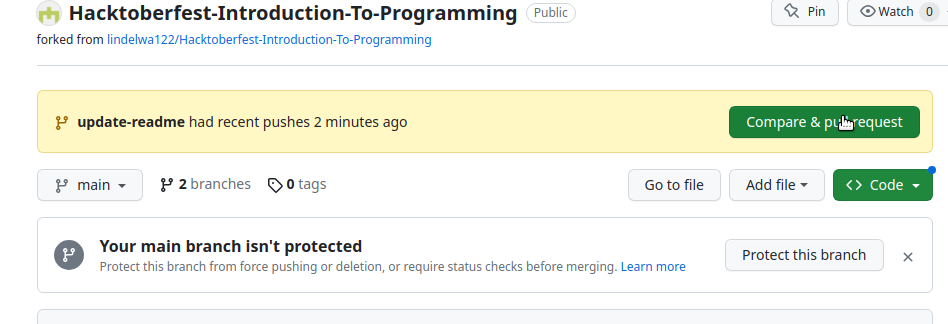 Hacktoberfest-Introduction-To-Programming Public Pin Watch 0
forked from lindelwa122/Hacktoberfest-Introduction-To-Programming
update-readme had recent pushes 2 minutes ago Compare & pull request
main 2 branches 0 tags Go to file Add file <> Code
Your main branch isn't protected
Protect this branch from force pushing or deletion, or require status checks before merging. Learn more
Protect this branch